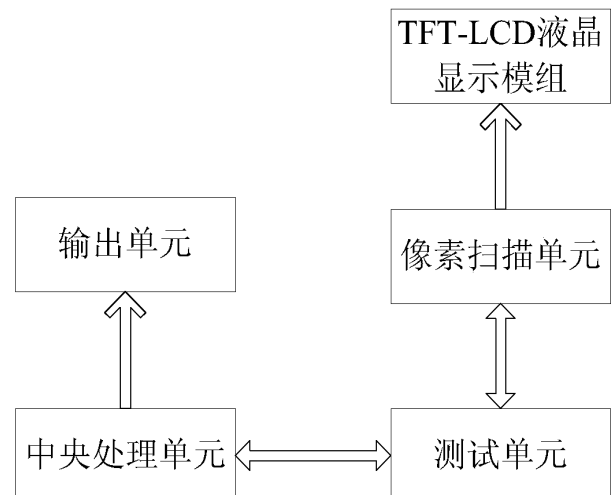 TFT-LCD液晶
显示模组
输出单元
像素扫描单元
中央处理单元
测试单元